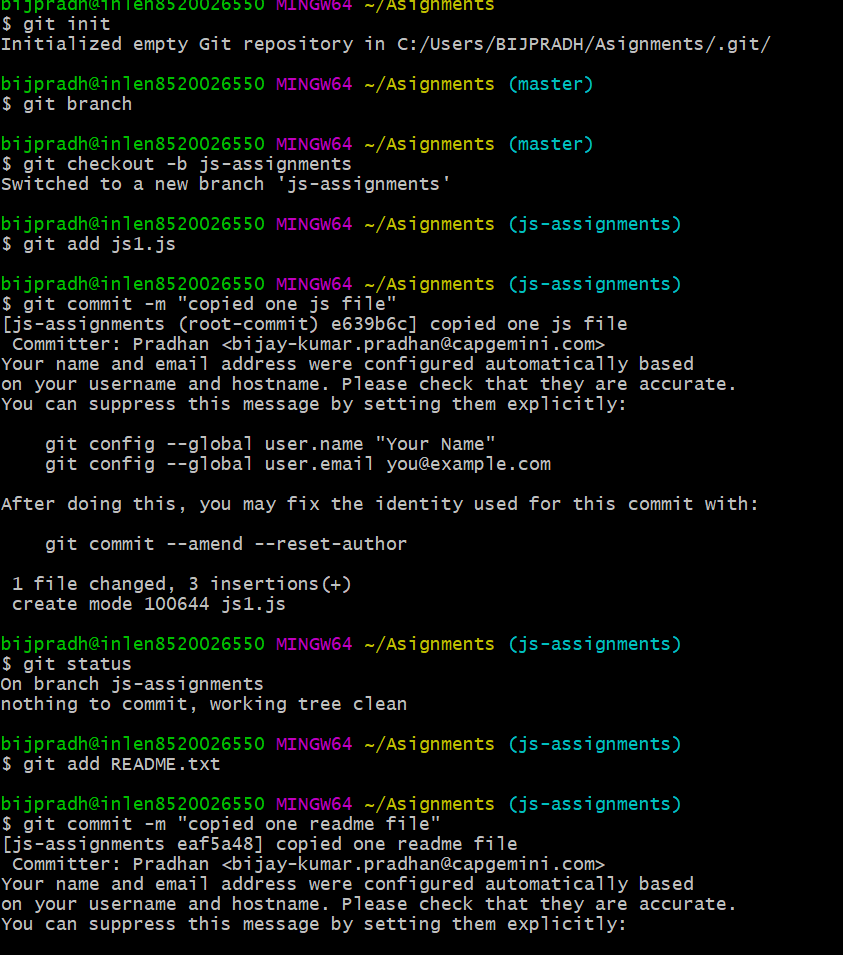 bijpradh@inlen8520026550 MINGW64 ~/Asignments
$ git init
Initialized empty Git repository in C:/Users/BIJPRADH/Asignments/.git/
bijpradh@inlen8520026550 MINGW64 ~/Asignments (master)
$ git branch
bijpradh@inlen8520026550 MINGW64 ~/Asignments (master)
$ git checkout -b js-assignments
Switched to a new branch 'js-assignments'
bijpradh@inlen8520026550 MINGW64 ~/Asignments (js-assignments)
$ git add js1.js
bijpradh@inlen8520026550 MINGW64 ~/Asignments (js-assignments)
$ git commit -m "copied one js file"
[js-assignments (root-commit) e639b6c] copied one js file
Committer: Pradhan <bijay-kumar.pradhan@capgemini.com>
Your name and email address were configured automatically based
on your username and hostname. Please check that they are accurate.
You can suppress this message by setting them explicitly:
git config --global user.name "Your Name"
git config --global user.email you@example.com
After doing this, you may fix the identity used for this commit with:
git commit --amend --reset-author
1 file changed, 3 insertions(+)
create mode 100644 js1.js
bijpradh@inlen8520026550 MINGW64 ~/Asignments (js-assignments)
$ git status
On branch js-assignments
nothing to commit, working tree clean
bijpradh@inlen8520026550 MINGW64 ~/Asignments (js-assignments)
$ git add README.txt
bijpradh@inlen8520026550 MINGW64 ~/Asignments (js-assignments)
$ git commit -m "copied one readme file"
[js-assignments eaf5a48] copied one readme file
Committer: Pradhan <bijay-kumar.pradhan@capgemini.com>
Your name and email address were configured automatically based
on your username and hostname. Please check that they are accurate.
You can suppress this message by setting them explicitly: